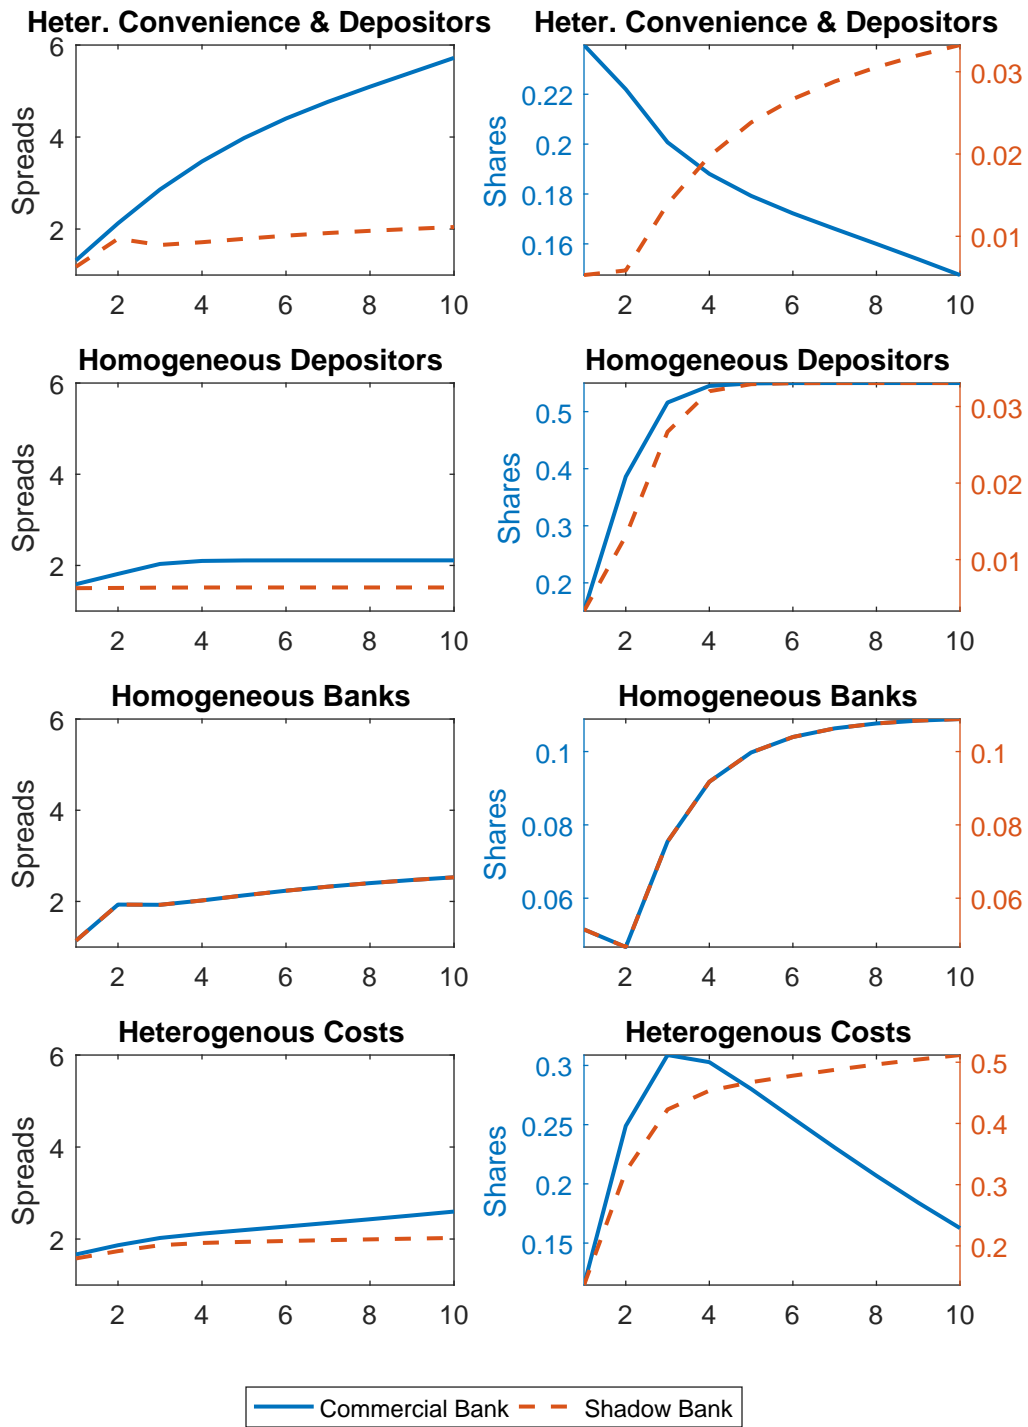 Heter. Convenience & Depositors
Heter. Convenience & Depositors
6
4
2
Spreads
2 4 6 8 10
0.22
0.2
0.18
0.16
Shares
0.03
0.02
0.01
2 4 6 8 10
Homogeneous Depositors
Homogeneous Depositors
6
4
2
Spreads
2 4 6 8 10
0.5
0.4
0.3
0.2
Shares
0.03
0.02
0.01
2 4 6 8 10
Homogeneous Banks
Homogeneous Banks
6
4
2
Spreads
2 4 6 8 10
0.1
0.08
0.06
Shares
0.1
0.08
0.06
2 4 6 8 10
Heterogenous Costs
Heterogenous Costs
6
4
2
Spreads
2 4 6 8 10
0.3
0.25
0.2
0.15
Shares
0.5
0.4
0.3
0.2
2 4 6 8 10
Commercial Bank Shadow Bank